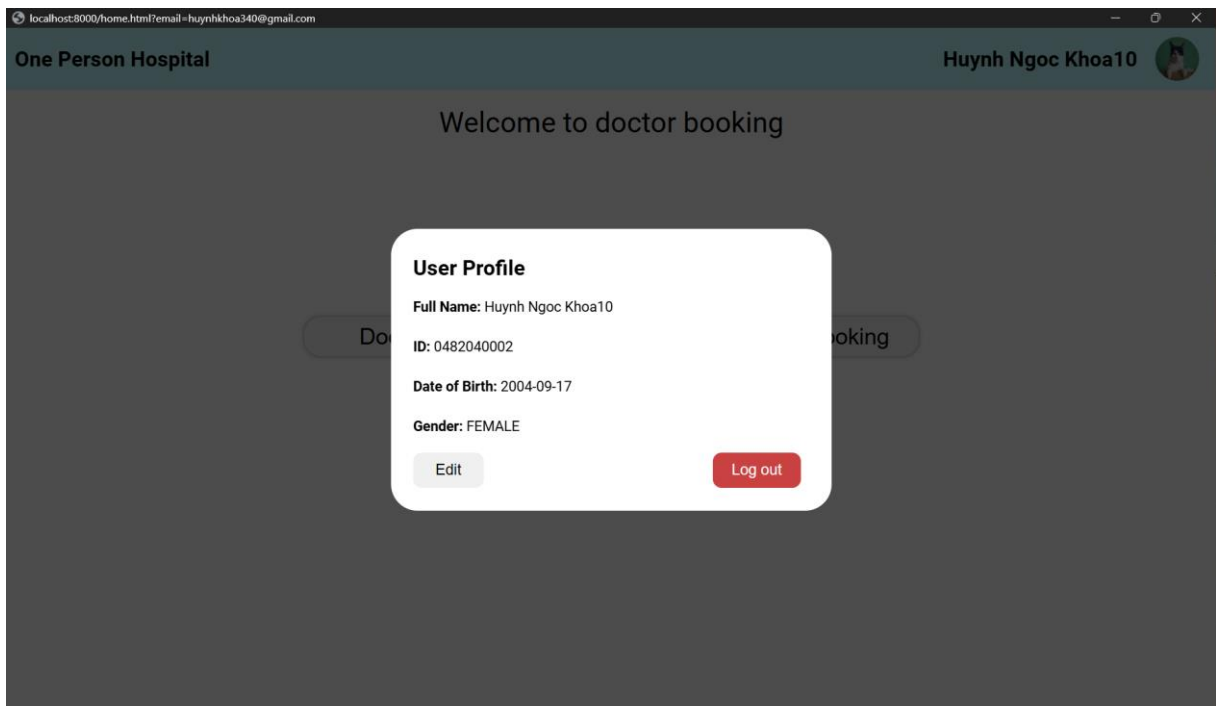 localhost:8000/home.html?email=huynhkhoa340@gmail.com
One Person Hospital
Huynh Ngoc Khoa10
Welcome to doctor booking
User Profile
Full Name: Huynh Ngoc Khoa10
ID: 0482040002
Date of Birth: 2004-09-17
Gender: FEMALE
Edit
Log out